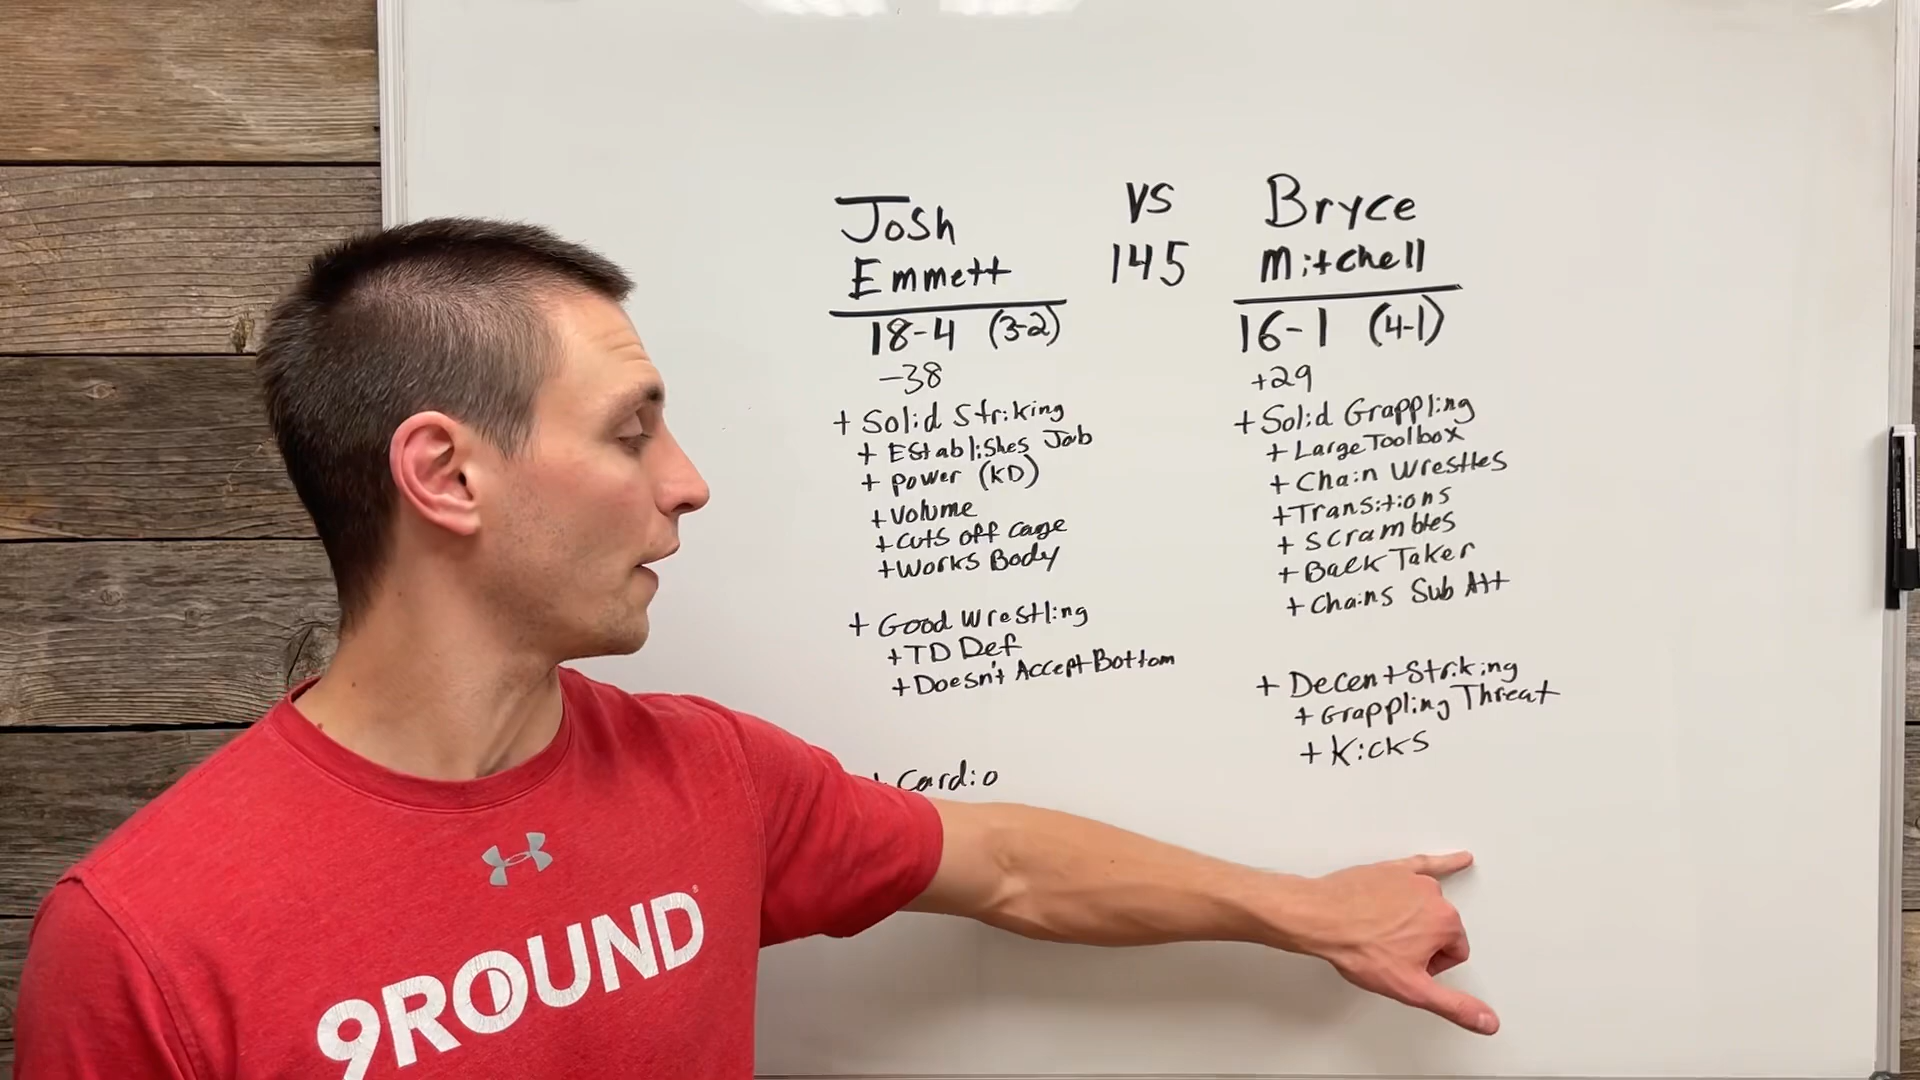 Josh
Emmett
18-4 (3-2)
-38
+ Solid Striking
+ Establishes Jab
+ Power (KD)
+ Volume
+ Cuts off cage
+ Works Body
+ Good Wrestling
+ TD Def
+ Doesn't Accept Bottom
+ Cardio
VS
145
Bryce
Mitchell
16-1 (4-1)
+29
+ Solid Grappling
+ Large Toolbox
+ Chain Wrestles
+ Transitions
+ Scrambles
+ Back Taker
+ Chains Sub Att
+ Decent Striking
+ Grappling Threat
+ Kicks
9ROUND